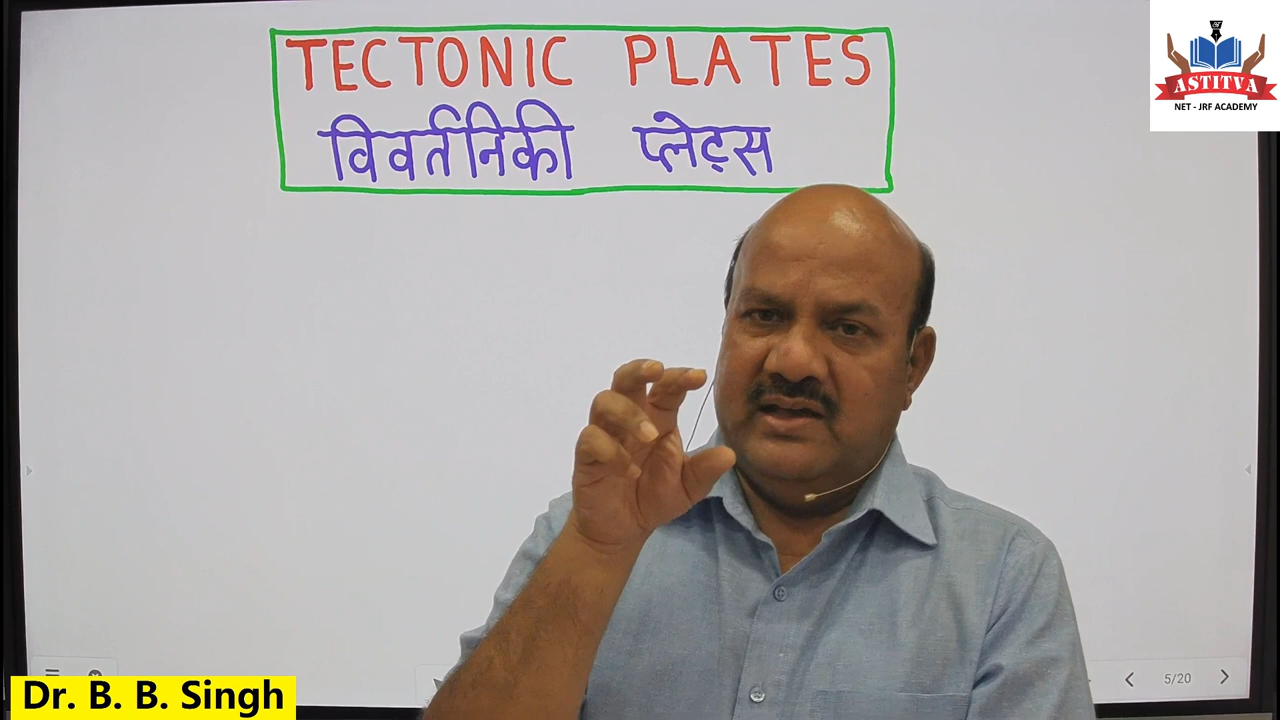 TECTONIC PLATES
विवर्तनिकी प्लेट्स
ASTITVA
NET - JRF ACADEMY
5/20
Dr. B. B. Singh